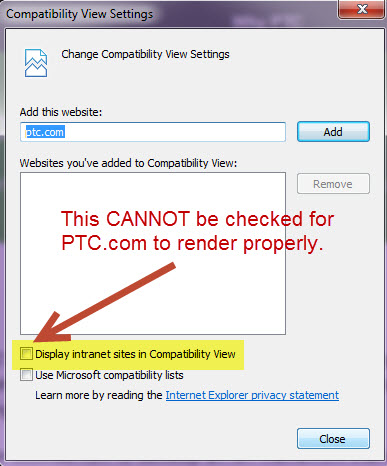 Compatibility View Settings
Change Compatibility View Settings
Add this website:
ptc.com
Add
Websites you've added to Compatibility View:
Remove
This CANNOT be checked for
PTC.com to render properly.
Display intranet sites in Compatibility View
Use Microsoft compatibility lists
Learn more by reading the Internet Explorer privacy statement
Close